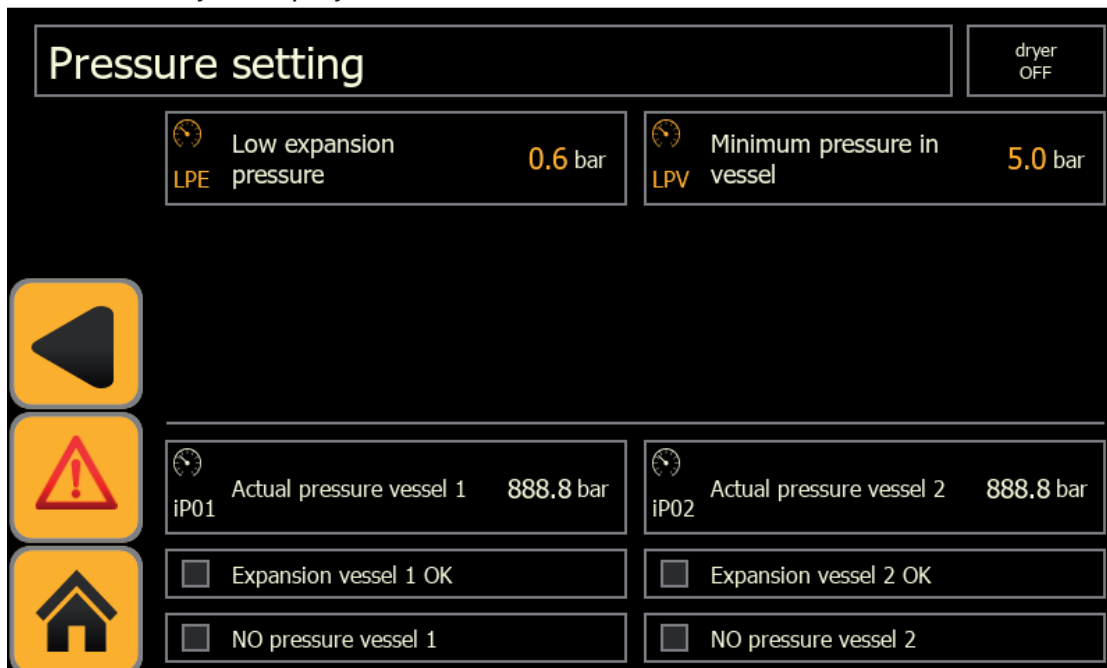 Pressure setting
dryer
OFF
LPE
Low expansion
pressure
0.6 bar
LPV
Minimum pressure in
vessel
5.0 bar
iP01
Actual pressure vessel 1
888.8 bar
iP02
Actual pressure vessel 2
888.8 bar
Expansion vessel 1 OK
Expansion vessel 2 OK
NO pressure vessel 1
NO pressure vessel 2